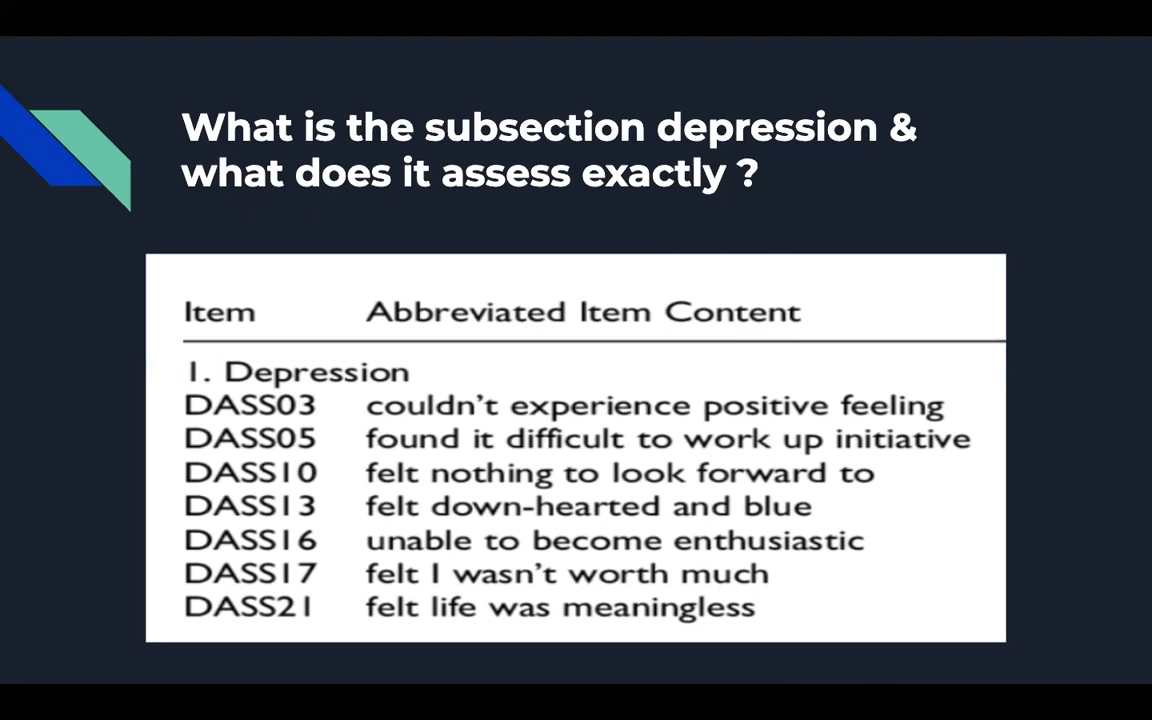 What is the subsection depression &
what does it assess exactly ?
Item Abbreviated Item Content
1. Depression
DASS03 couldn't experience positive feeling
DASS05 found it difficult to work up initiative
DASS10 felt nothing to look forward to
DASS13 felt down-hearted and blue
DASS16 unable to become enthusiastic
DASS17 felt I wasn't worth much
DASS21 felt life was meaningless